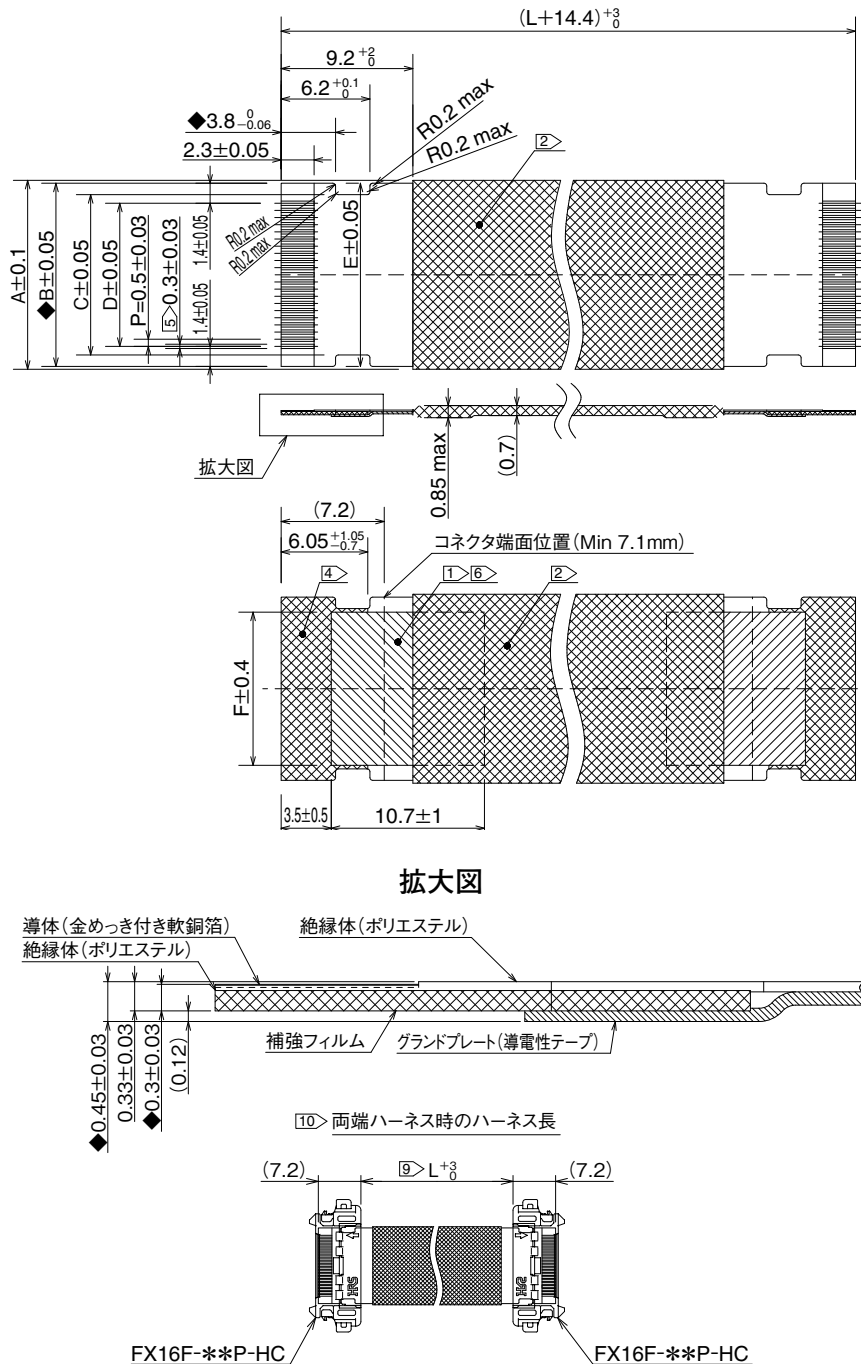 (L+14.4) +3 0
9.2 +2 0
6.2 +0.1 0
◆3.8 0 -0.06
2.3±0.05
R0.2 max
R0.2 max
2
R0.2 max
R0.2 max
A±0.1
◆B±0.05
C±0.05
D±0.05
P=0.5±0.03
5 0.3±0.03
1.4±0.05
1.4±0.05
E±0.05
拡大図
0.85 max
(0.7)
(7.2)
6.05 +1.05 -0.7
コネクタ端面位置(Min 7.1mm)
4
1 6
2
F±0.4
3.5±0.5
10.7±1
拡大図
導体(金めっき付き軟銅箔)
絶縁体(ポリエステル)
絶縁体(ポリエステル)
補強フィルム
グランドプレート(導電性テープ)
◆0.45±0.03
0.33±0.03
◆0.3±0.03
(0.12)
10 両端ハーネス時のハーネス長
(7.2)
9 L +3 0
(7.2)
HRS
HRS
FX16F-**P-HC
FX16F-**P-HC